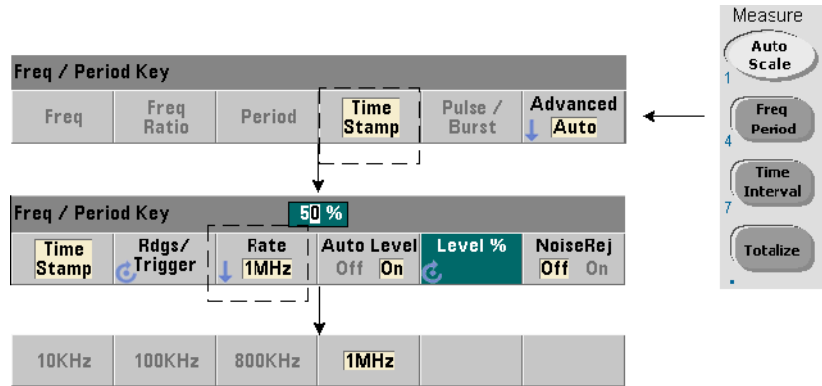 Measure
Auto
Scale
1
Freq
Period
4
Time
Interval
7
Totalize
.
Freq / Period Key
Freq
Freq
Ratio
Period
Time
Stamp
Pulse /
Burst
Advanced
Auto
Freq / Period Key
50 %
Time
Stamp
Rdgs/
Trigger
Rate
1MHz
Auto Level
Off On
Level %
NoiseRej
Off On
10KHz
100KHz
800KHz
1MHz